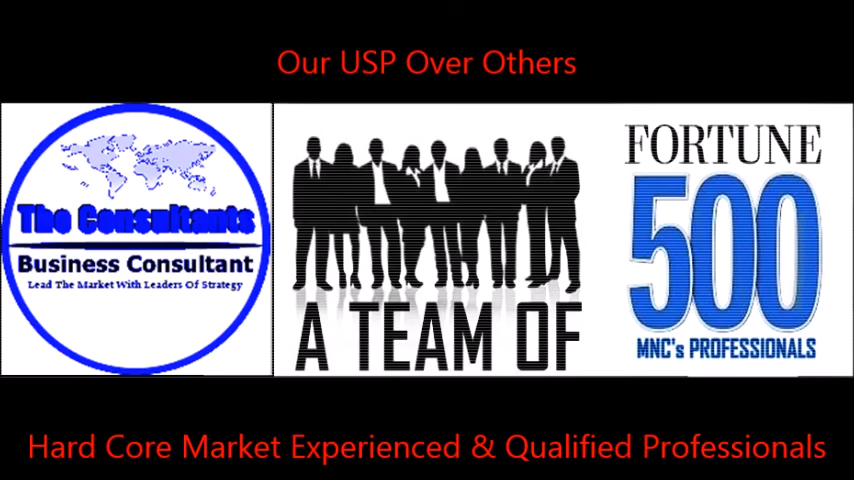 Our USP Over Others
The Consultants
Business Consultant
Lead The Market With Leaders Of Strategy
A TEAM OF
FORTUNE
500
MNC's PROFESSIONALS
Hard Core Market Experienced & Qualified Professionals